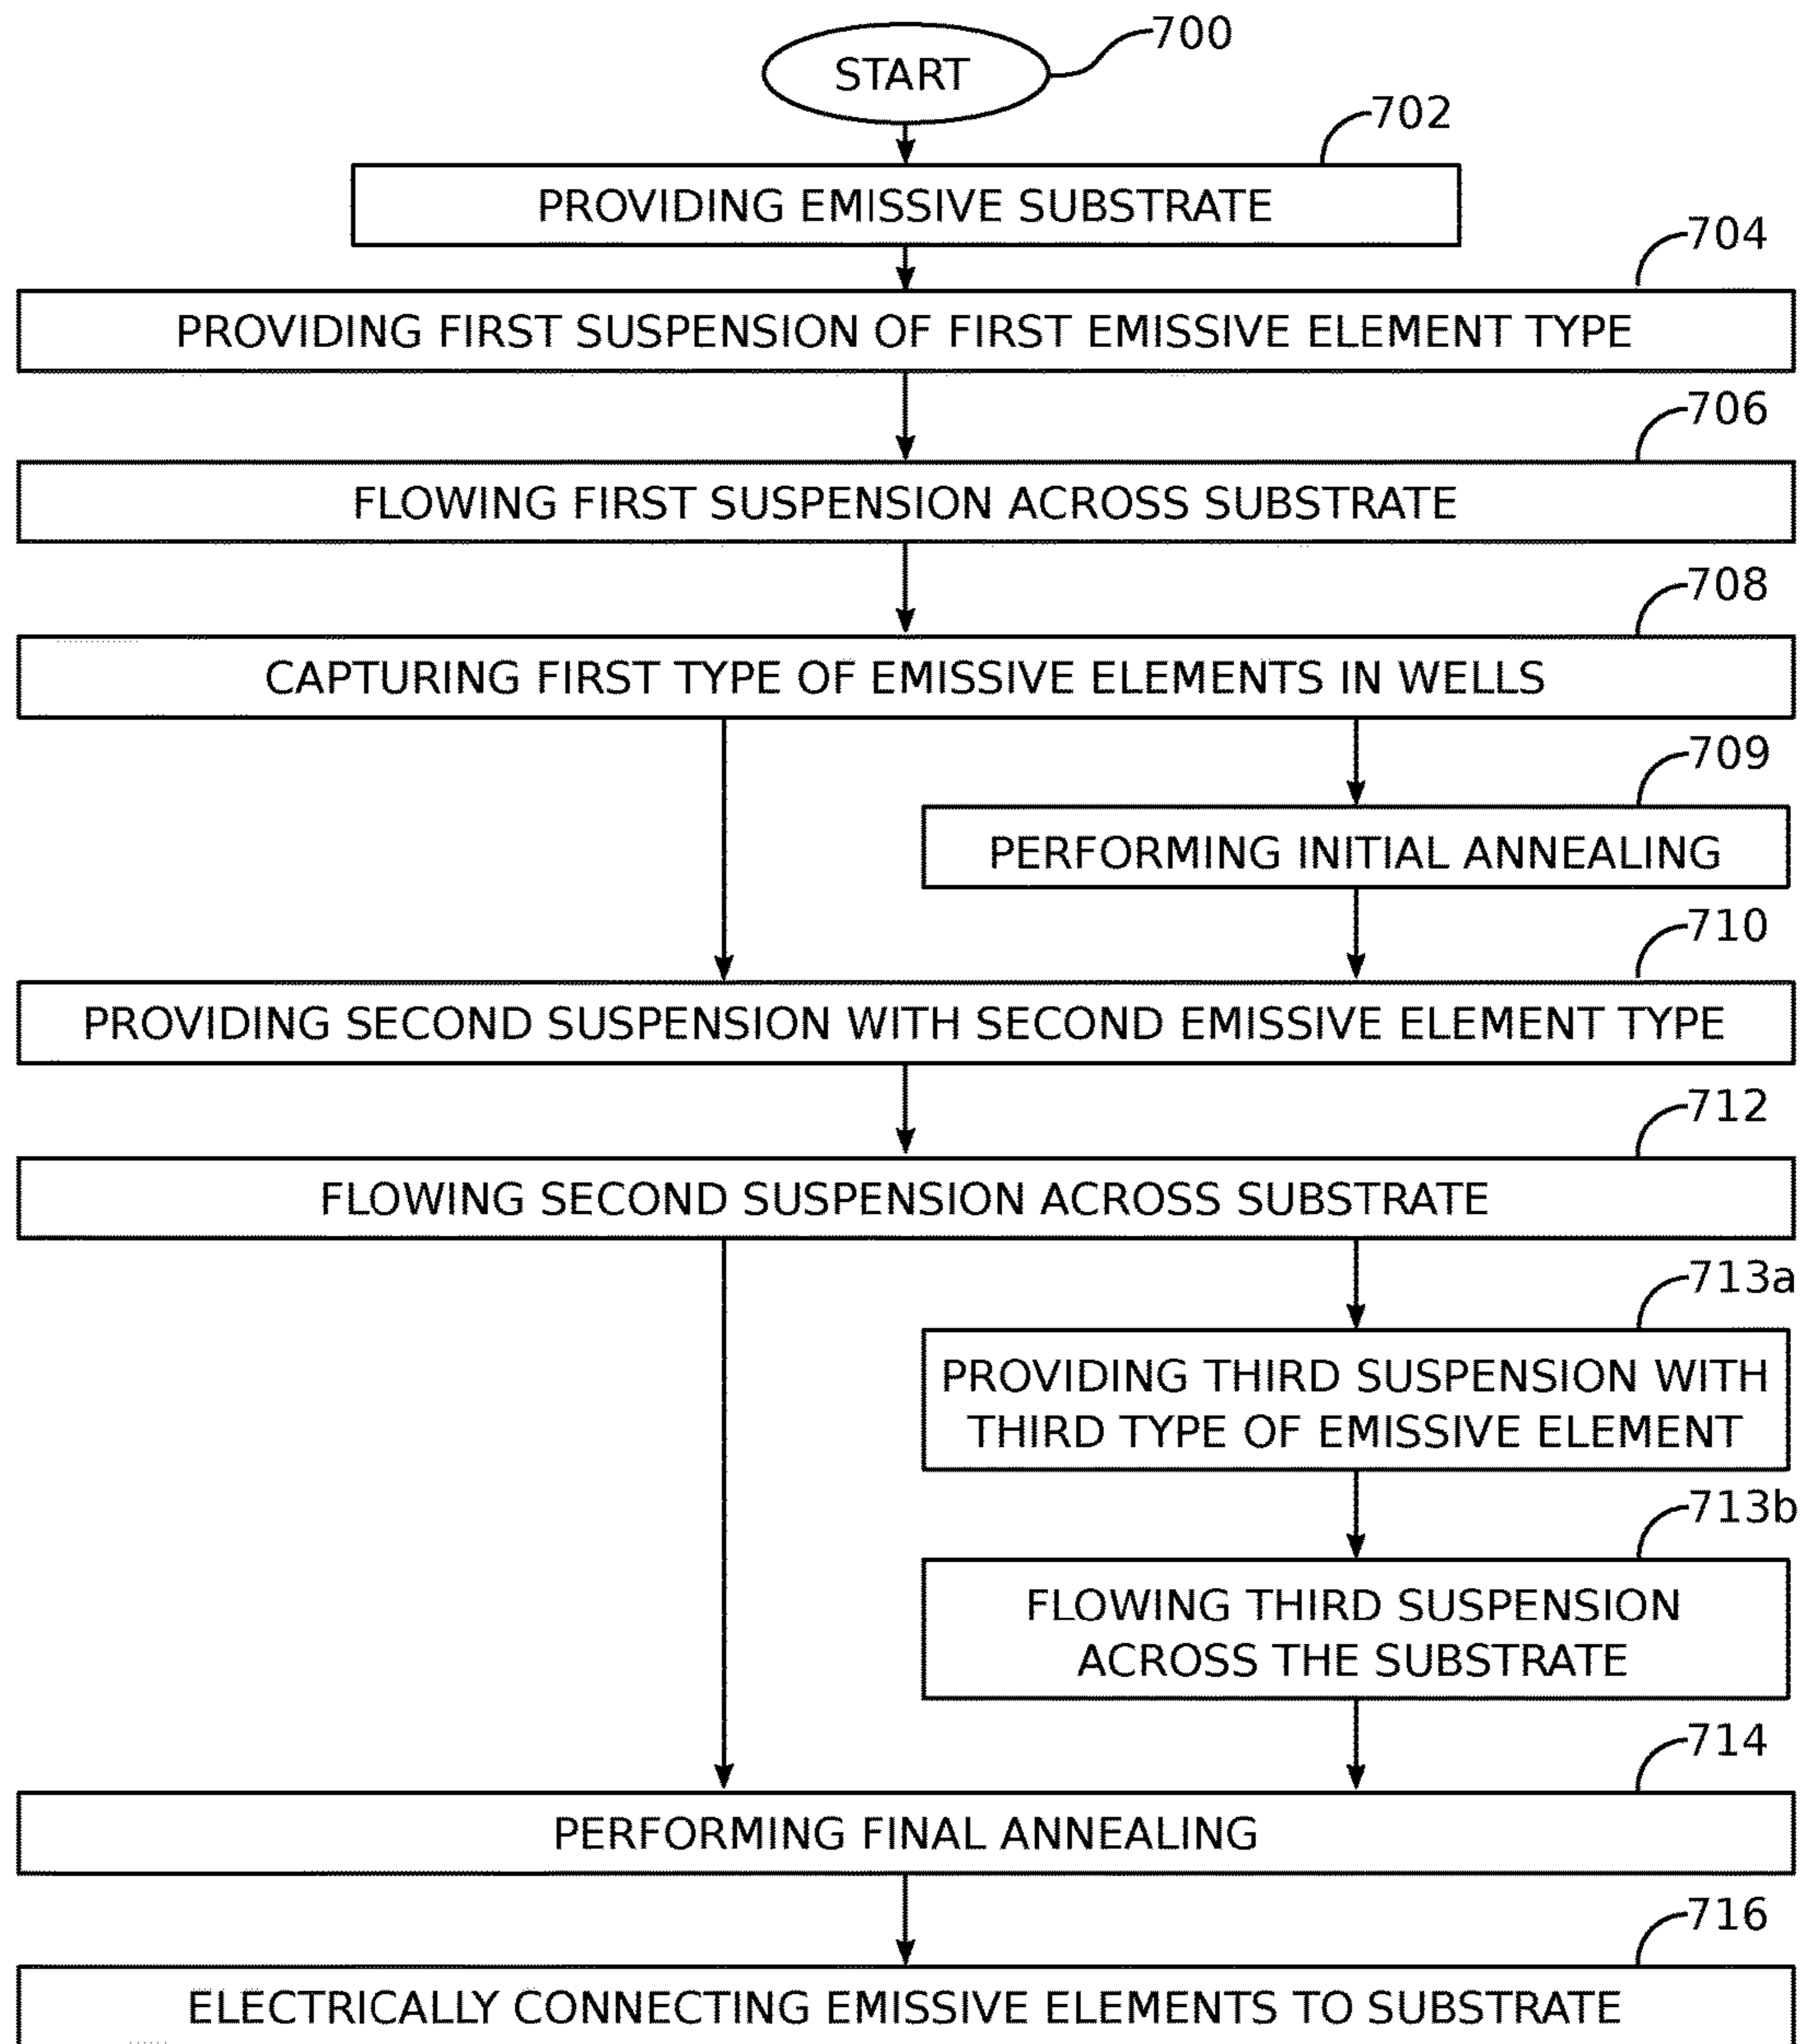 START
700
702
PROVIDING EMISSIVE SUBSTRATE
704
PROVIDING FIRST SUSPENSION OF FIRST EMISSIVE ELEMENT TYPE
706
FLOWING FIRST SUSPENSION ACROSS SUBSTRATE
708
CAPTURING FIRST TYPE OF EMISSIVE ELEMENTS IN WELLS
709
PERFORMING INITIAL ANNEALING
710
PROVIDING SECOND SUSPENSION WITH SECOND EMISSIVE ELEMENT TYPE
712
FLOWING SECOND SUSPENSION ACROSS SUBSTRATE
713a
PROVIDING THIRD SUSPENSION WITH
THIRD TYPE OF EMISSIVE ELEMENT
713b
FLOWING THIRD SUSPENSION
ACROSS THE SUBSTRATE
714
PERFORMING FINAL ANNEALING
716
ELECTRICALLY CONNECTING EMISSIVE ELEMENTS TO SUBSTRATE